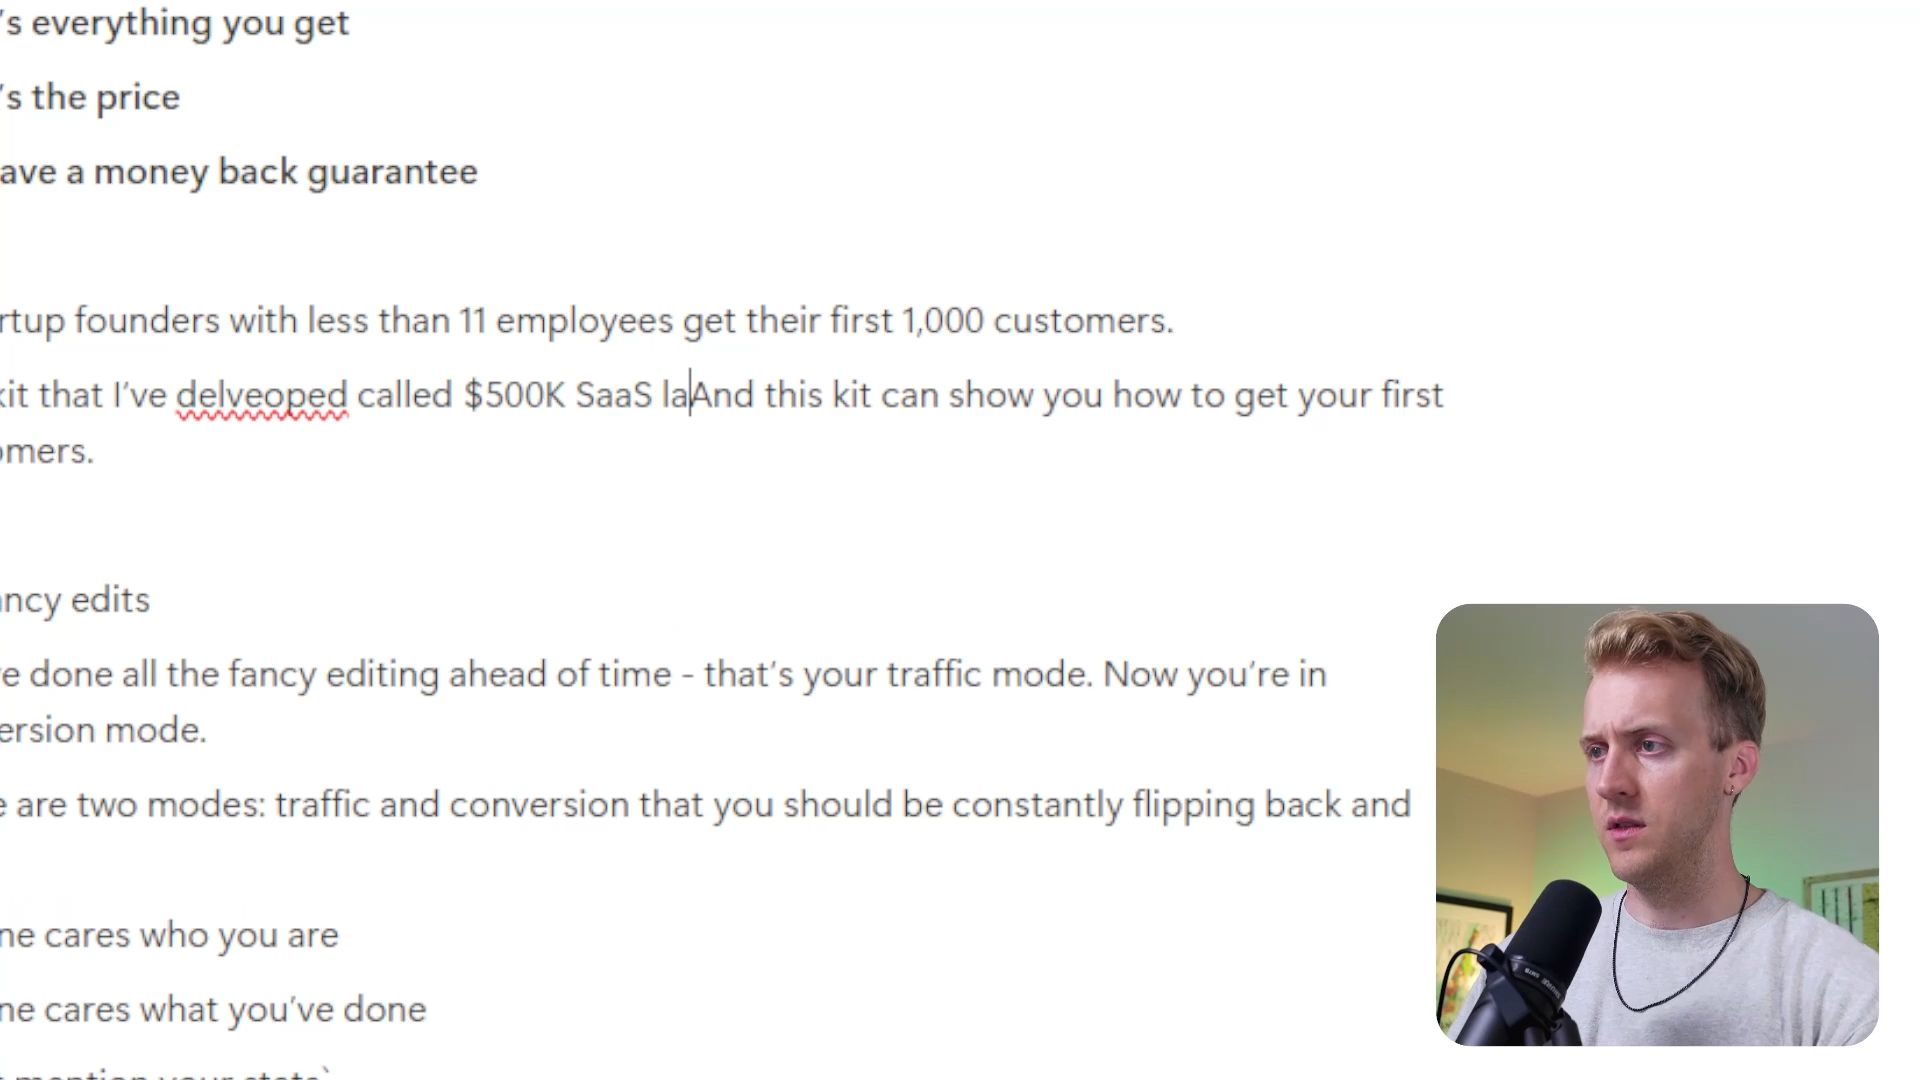 's everything you get
's the price
ave a money back guarantee
rtup founders with less than 11 employees get their first 1,000 customers.
kit that I've delveoped called $500K SaaS laAnd this kit can show you how to get your first
omers.
ancy edits
e done all the fancy editing ahead of time - that's your traffic mode. Now you're in
ersion mode.
e are two modes: traffic and conversion that you should be constantly flipping back and
ne cares who you are
ne cares what you've done
t mention your stats`